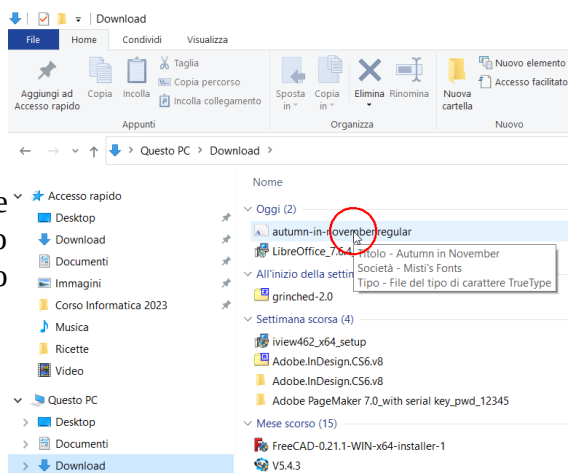 Download
File Home Condividi Visualizza
Aggiungi ad
Accesso rapido
Copia
Incolla
Taglia
Copia percorso
Incolla collegamento
Appunti
Sposta
in
Copia
in
Elimina
Rinomina
Organizza
Nuova
cartella
Nuovo elemento
Accesso facilitato
Nuovo
Questo PC > Download >
Accesso rapido
Desktop
Download
Documenti
Immagini
Corso Informatica 2023
Musica
Ricette
Video
Questo PC
Desktop
Documenti
Download
Nome
Oggi (2)
autumn-in-november.regular
LibreOffice_7.6.4
Titolo - Autumn in November
Società - Misti's Fonts
Tipo - File del tipo di carattere TrueType
All'inizio della settim
grinched-2.0
Settimana scorsa (4)
iview462_x64_setup
Adobe.InDesign.CS6.v8
Adobe.InDesign.CS6.v8
Adobe PageMaker 7.0_with serial key_pwd_12345
Mese scorso (15)
FreeCAD-0.21.1-WIN-x64-installer-1
V5.4.3
e
o
o